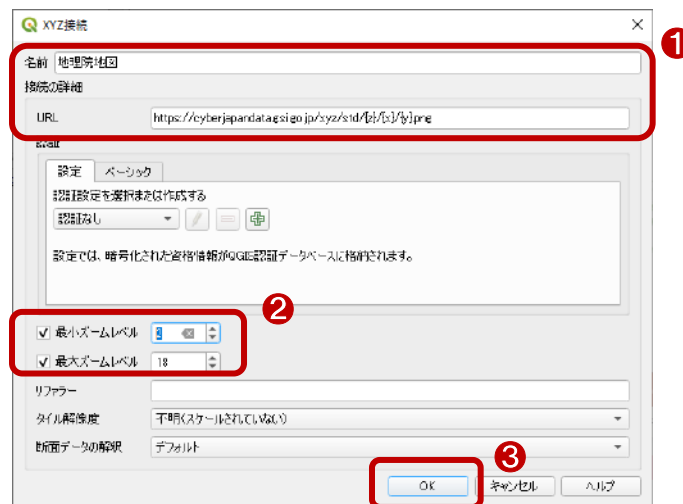 XYZ接続
1
名前 地理院地図
接続の詳細
URL https://cyberjapandata.gsi.go.jp/xyz/std/{z}/{x}/{y}.png
設定 ベーシック
認証設定を選択または作成する
認証なし
設定では、暗号化された資格情報がQGIS認証データベースに格納されます。
2
最小ズームレベル
最大ズームレベル 18
リファラー
タイル解像度 不明(スケールされていない)
断面データの解釈 デフォルト
3
OK キャンセル ヘルプ